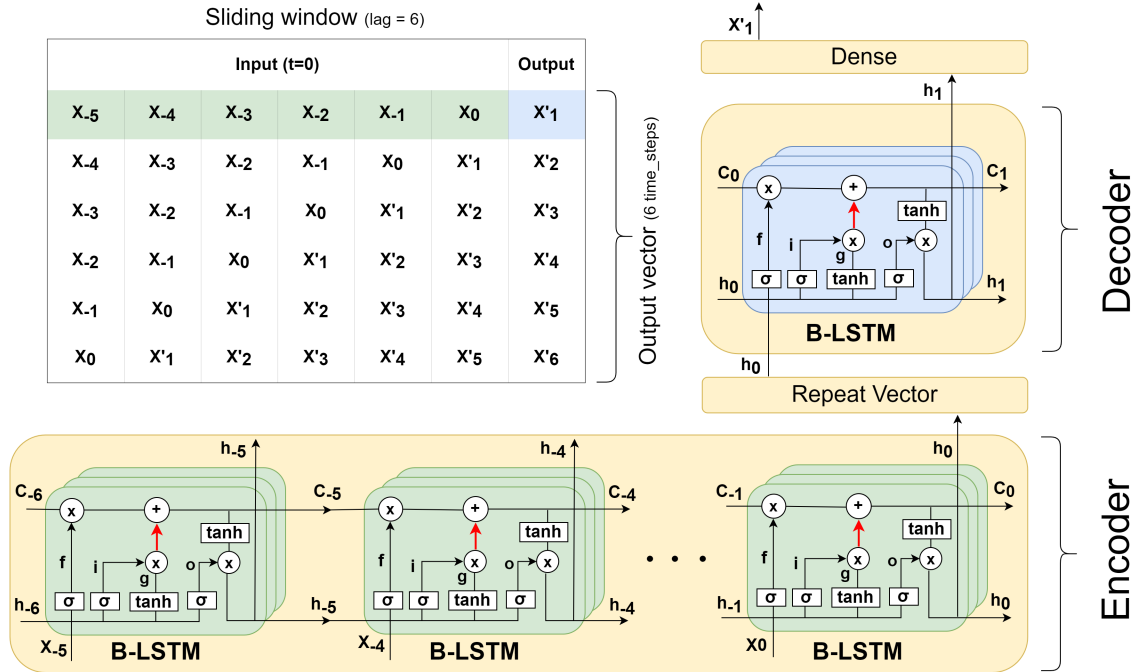 Sliding window (lag = 6)
Input (t=0) Output
X-5 X-4 X-3 X-2 X-1 X0 X'1
X-4 X-3 X-2 X-1 X0 X'1 X'2
X-3 X-2 X-1 X0 X'1 X'2 X'3
X-2 X-1 X0 X'1 X'2 X'3 X'4
X-1 X0 X'1 X'2 X'3 X'4 X'5
X0 X'1 X'2 X'3 X'4 X'5 X'6
Output vector (6 time_steps)
X'1
Dense
h1
C0 x + C1
tanh
f i x o x
g
h0 σ σ tanh σ h1
B-LSTM
h0
Decoder
Repeat Vector
h-5 h-4 h0
C-6 x + C-5 x + C-4 C-1 x + C0
tanh tanh tanh
f i x o x f i x o x . . . f i x o x
g g g
σ σ tanh σ σ σ tanh σ σ σ tanh σ
h-6 h-5 h-4 h-1 h0
X-5 B-LSTM X-4 B-LSTM X0 B-LSTM
Encoder